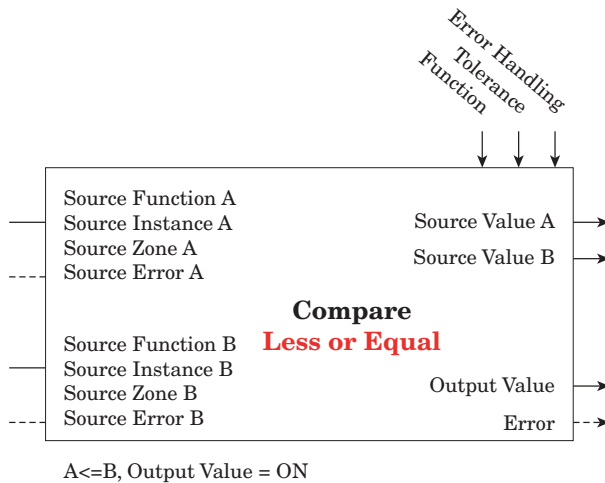 Error Handling
Tolerance
Function
Source Function A
Source Instance A
Source Zone A
Source Error A
Source Value A
Source Value B
Compare
Less or Equal
Source Function B
Source Instance B
Source Zone B
Source Error B
Output Value
Error
A<=B, Output Value = ON